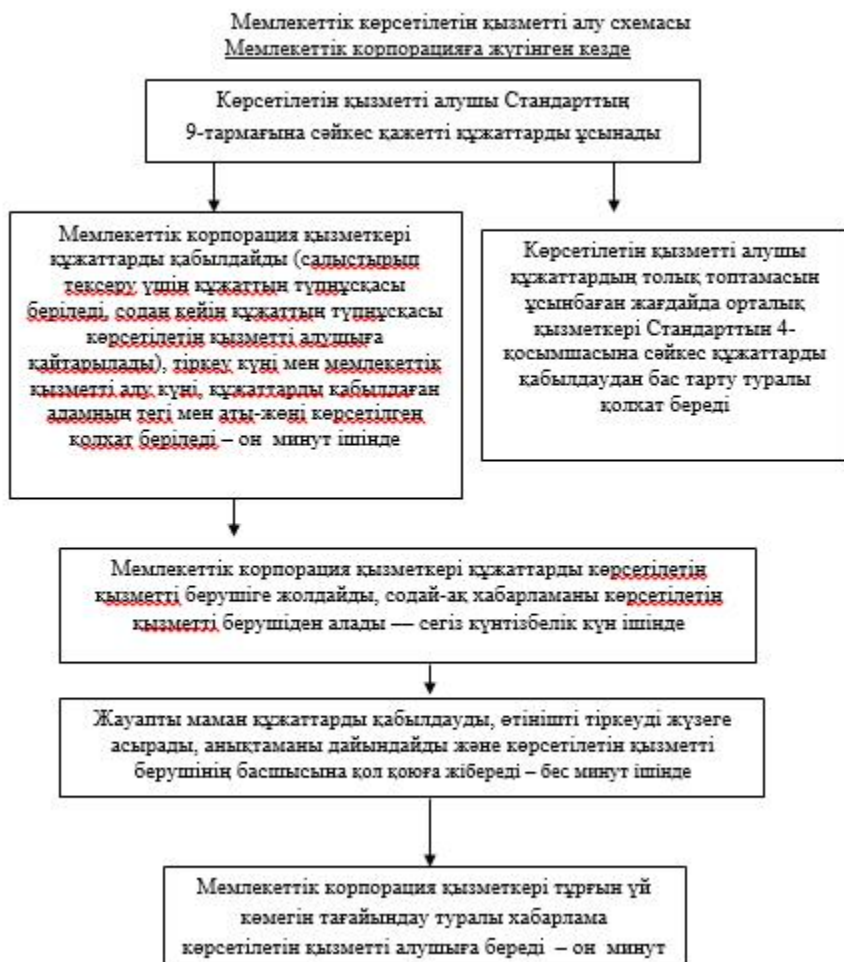 Мемлекеттік көрсетілетін қызметті алу схемасы
Мемлекеттік корпорацияға жүгінген кезде
Көрсетілетін қызметті алушы Стандарттың
9-тармағына сәйкес қажетті құжаттарды ұсынады
Мемлекеттік корпорация қызметкері
құжаттарды қабылдайды (салыстырып
тексеру үшін құжаттың түпнұсқасы
беріледі, содан кейін құжаттың түпнұсқасы
көрсетілетін қызметті алушыға
қайтарылады), тіркеу күні мен мемлекеттік
қызметті алу күні, құжаттарды қабылдаған
адамның тегі мен аты-жөні көрсетілген
қолхат беріледі – он минут ішінде
Көрсетілетін қызметті алушы
құжаттардың толық топтамасын
ұсынбаған жағдайда орталық
қызметкері Стандарттын 4-
қосымшасына сәйкес құжаттарды
қабылдаудан бас тарту туралы
қолхат береді
Мемлекеттік корпорация қызметкері құжаттарды көрсетілетін
қызметті берушіге жолдайды, содай-ақ хабарламаны көрсетілетін
қызметті берушіден алады — сегіз күнтізбелік күн ішінде
Жауапты маман құжаттарды қабылдауды, өтінішті тіркеуді жүзеге
асырады, анықтаманы дайындайды және көрсетілетін қызметті
берушінің басшысына қол қоюға жібереді – бес минут ішінде
Мемлекеттік корпорация қызметкері тұрғын үй
көмегін тағайындау туралы хабарлама
көрсетілетін қызметті алушыға береді – он минут